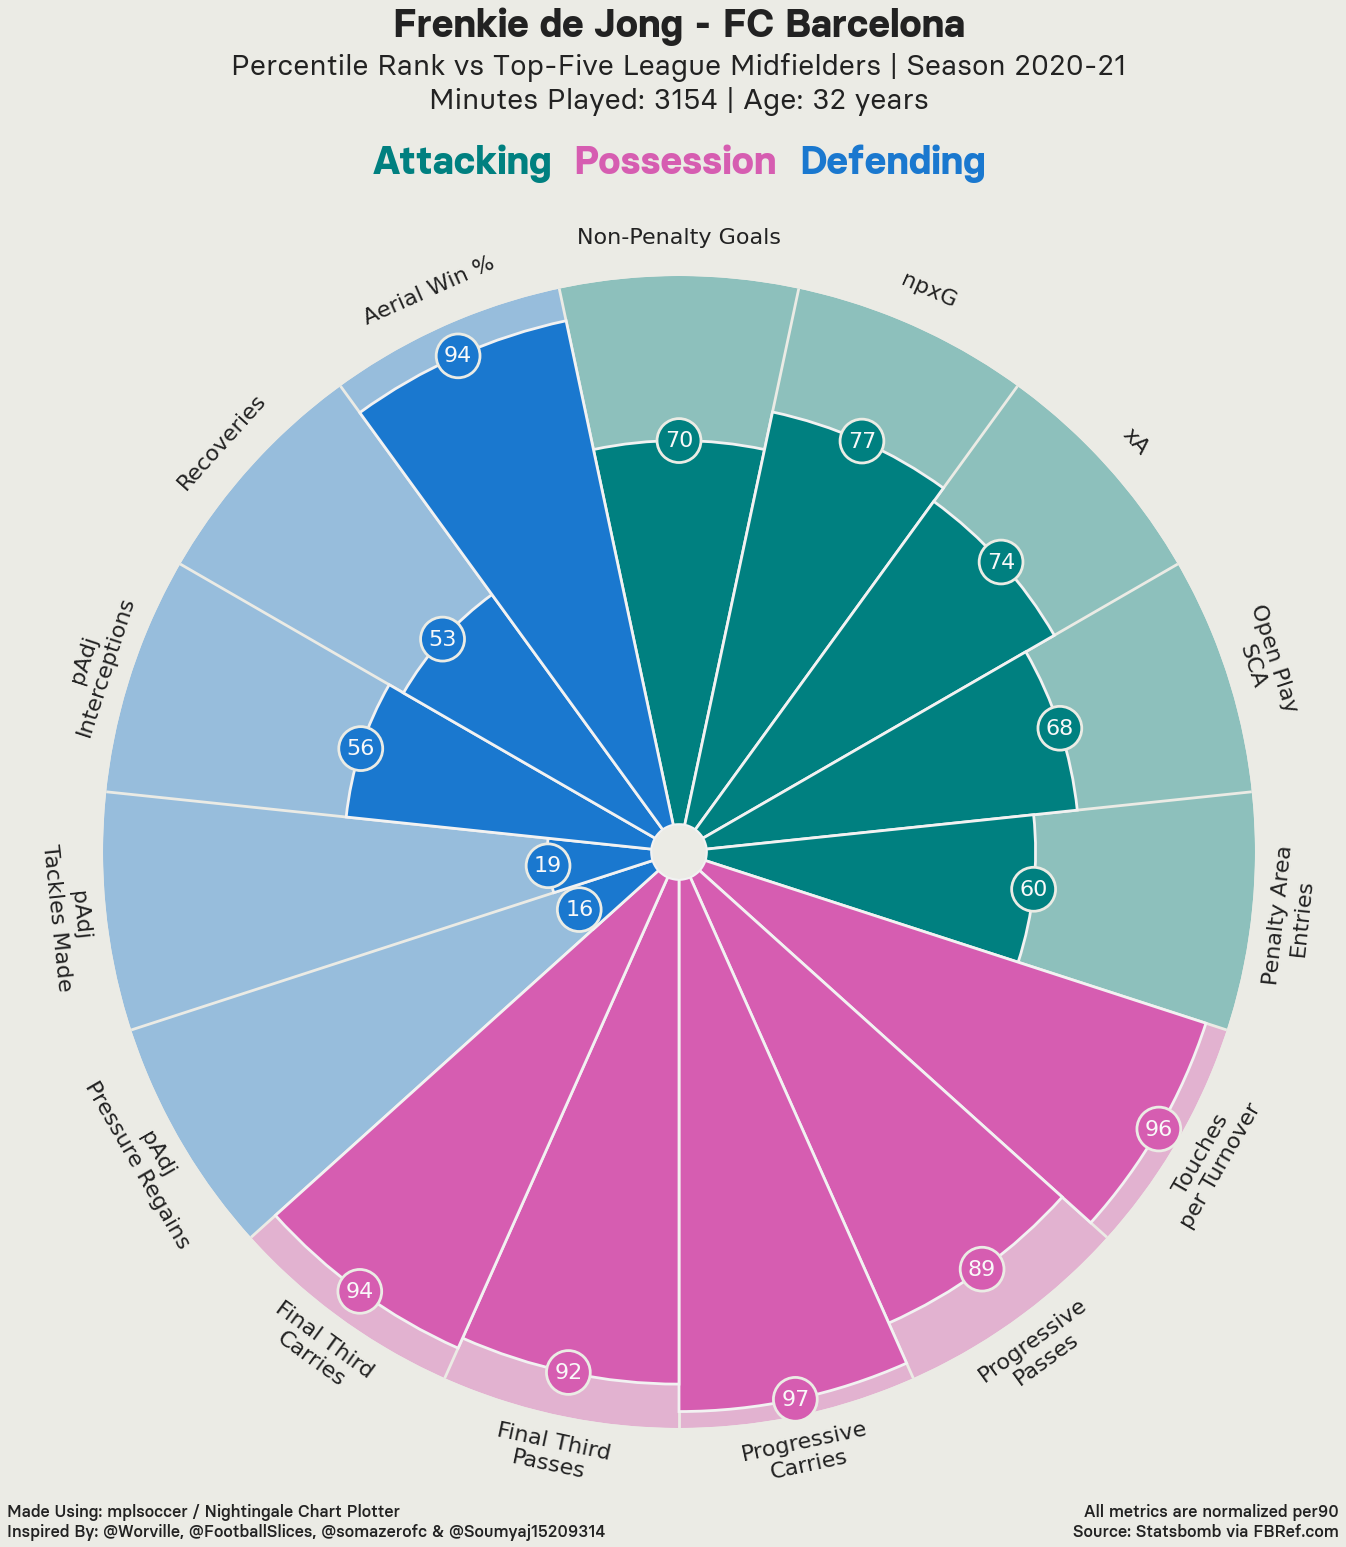 Frenkie de Jong - FC Barcelona
Percentile Rank vs Top-Five League Midfielders | Season 2020-21
Minutes Played: 3154 | Age: 32 years
Attacking Possession Defending
Non-Penalty Goals
70
npxG
77
xA
74
Open Play
SCA
68
Penalty Area
Entries
60
Touches
per Turnover
96
Progressive
Passes
89
Progressive
Carries
97
Final Third
Passes
92
Final Third
Carries
94
pAdj
Pressure Regains
16
pAdj
Tackles Made
19
pAdj
Interceptions
56
Recoveries
53
Aerial Win %
94
Made Using: mplsoccer / Nightingale Chart Plotter
Inspired By: @Worville, @FootballSlices, @somazerofc & @Soumyaj15209314
All metrics are normalized per90
Source: Statsbomb via FBRef.com